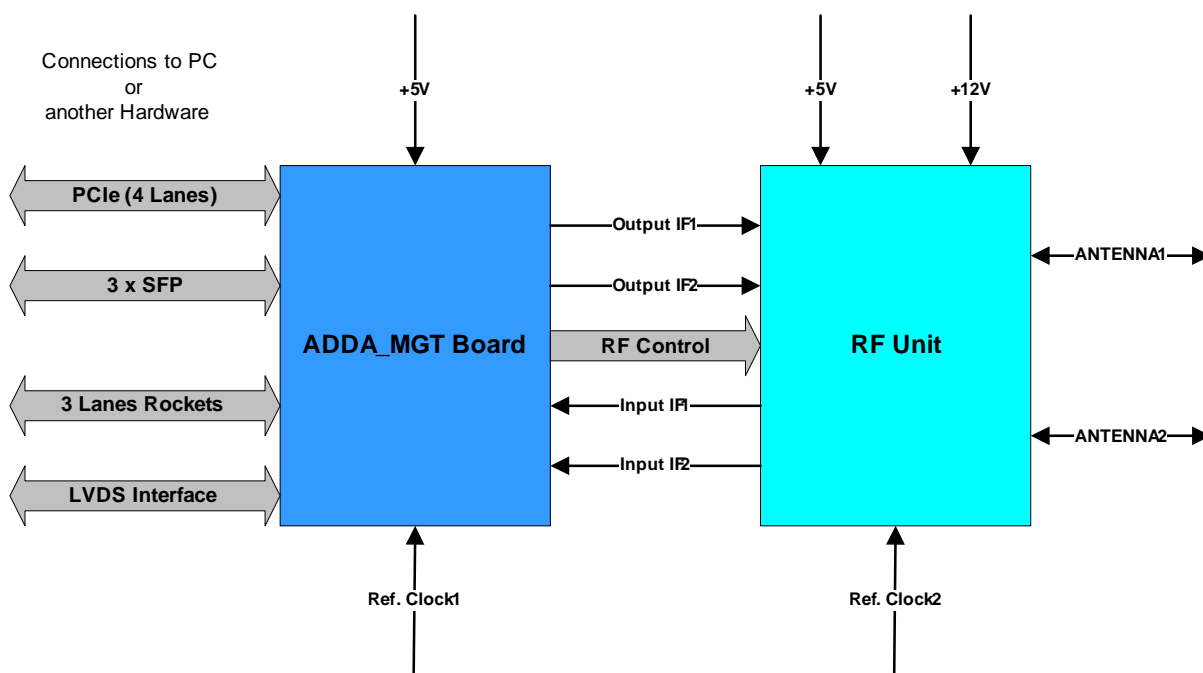 Connections to PC
or
another Hardware
+5V
+5V
+12V
PCIe (4 Lanes)
3 x SFP
3 Lanes Rockets
LVDS Interface
ADDA_MGT Board
Output IF1
Output IF2
RF Control
Input IF1
Input IF2
RF Unit
ANTENNA1
ANTENNA2
Ref. Clock1
Ref. Clock2